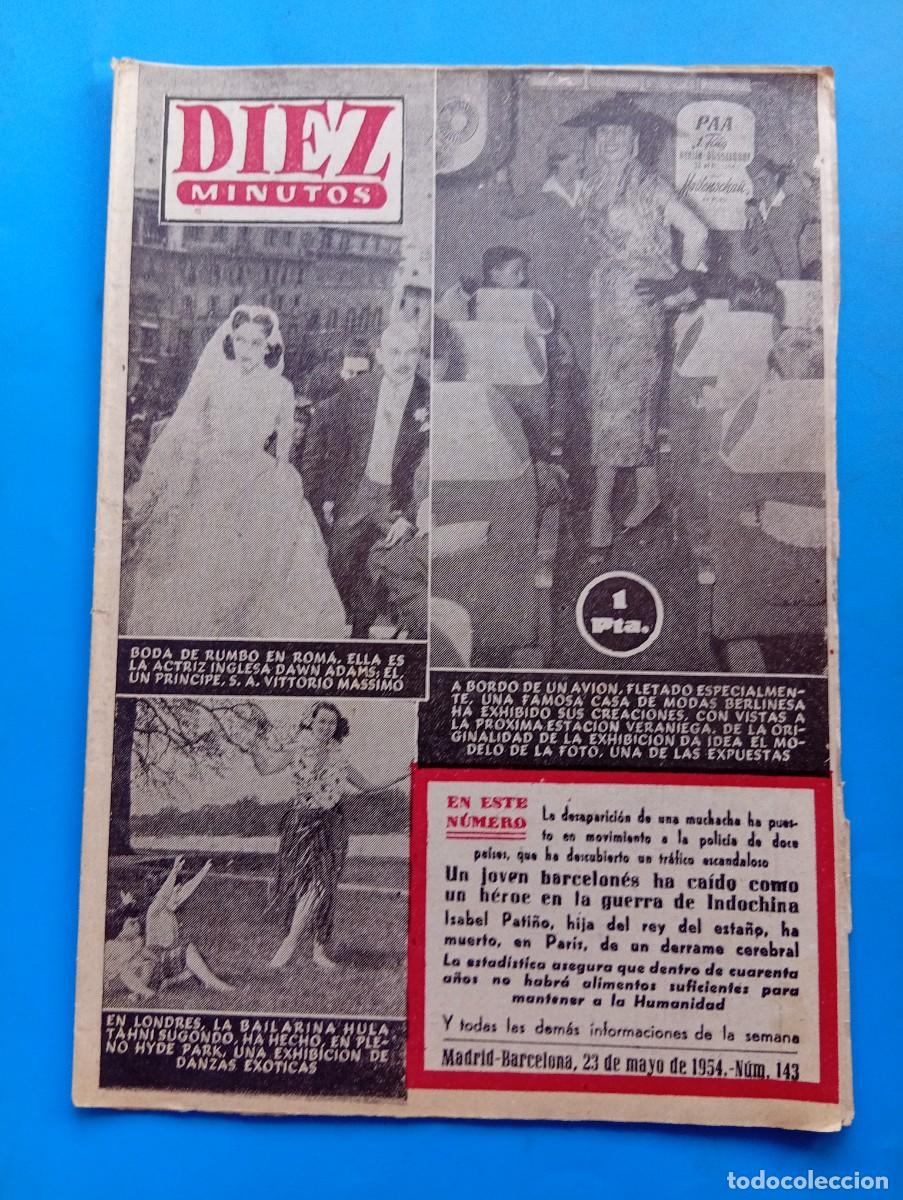 DIEZ
MINUTOS
PAA
BERLIN-DUSSELDORF
Modenschau
1
Pta.
BODA DE RUMBO EN ROMA. ELLA ES
LA ACTRIZ INGLESA DAWN ADAMS; EL,
UN PRINCIPE, S. A. VITTORIO MASSIMO
A BORDO DE UN AVION, FLETADO ESPECIALMEN-
TE, UNA FAMOSA CASA DE MODAS BERLINESA
HA EXHIBIDO SUS CREACIONES, CON VISTAS A
LA PROXIMA ESTACION VERANIEGA. DE LA ORI-
GINALIDAD DE LA EXHIBICION DA IDEA EL MO-
DELO DE LA FOTO, UNA DE LAS EXPUESTAS
EN LONDRES, LA BAILARINA HULA
TAHNI SUGONDO, HA HECHO, EN PLE-
NO HYDE PARK, UNA EXHIBICION DE
DANZAS EXOTICAS
EN ESTE
NÚMERO
La desaparición de una muchacha ha pues-
to en movimiento a la policía de doce
países, que ha descubierto un tráfico escandaloso
Un joven barcelonés ha caído como
un héroe en la guerra de Indochina
Isabel Patiño, hija del rey del estaño, ha
muerto, en París, de un derrame cerebral
La estadística asegura que dentro de cuarenta
años no habrá alimentos suficientes para
mantener a la Humanidad
Y todas las demás informaciones de la semana
Madrid-Barcelona, 23 de mayo de 1954.-Núm. 143
todocoleccion